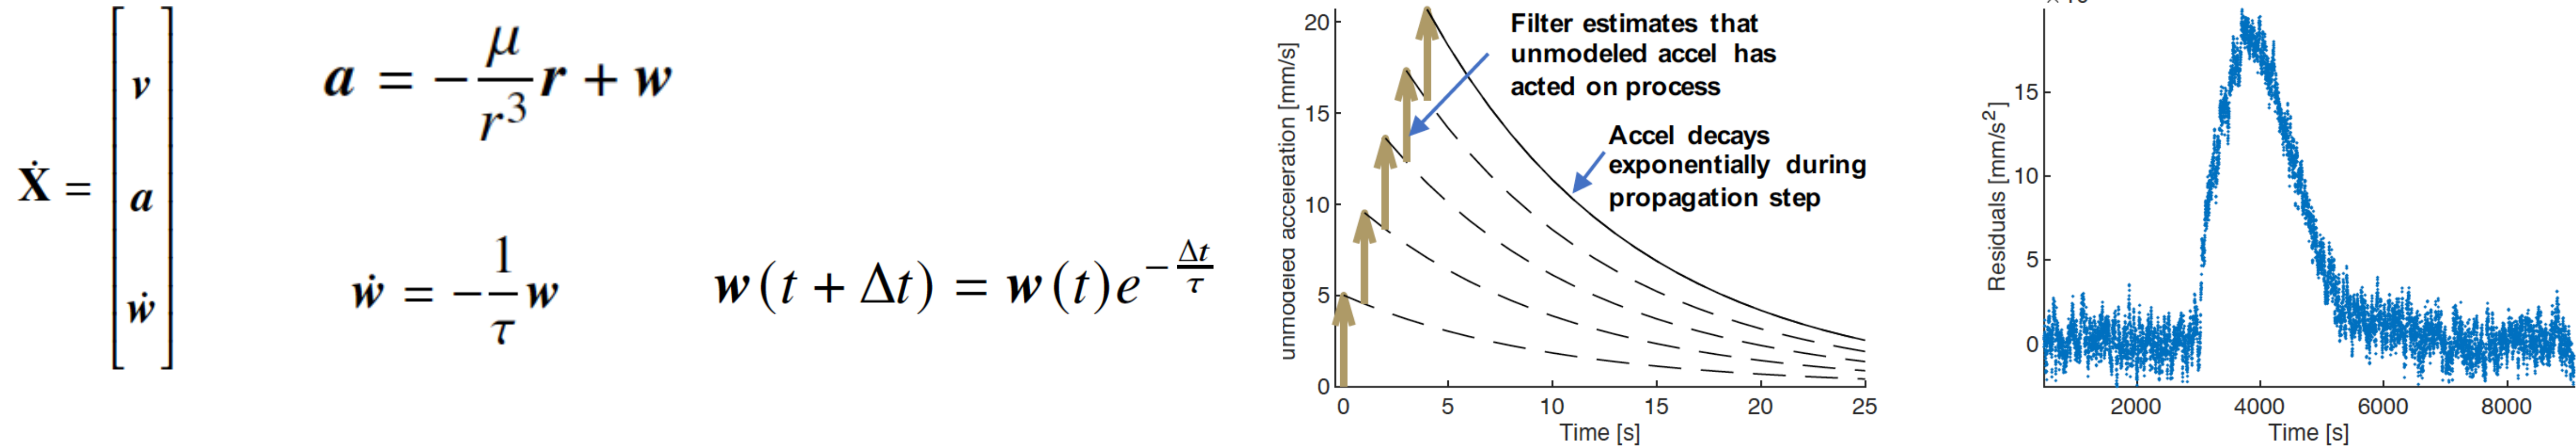 Ẋ = [ v a ẇ ]
a = −μ/r³ r + w
ẇ = −1/τ w
w(t + Δt) = w(t)e^(−Δt/τ)
unmodeled acceleration [mm/s]
20
15
10
5
0
0 5 10 15 20 25
Time [s]
Filter estimates that
unmodeled accel has
acted on process
Accel decays
exponentially during
propagation step
Residuals [mm/s²]
15
10
5
0
2000 4000 6000 8000
Time [s]